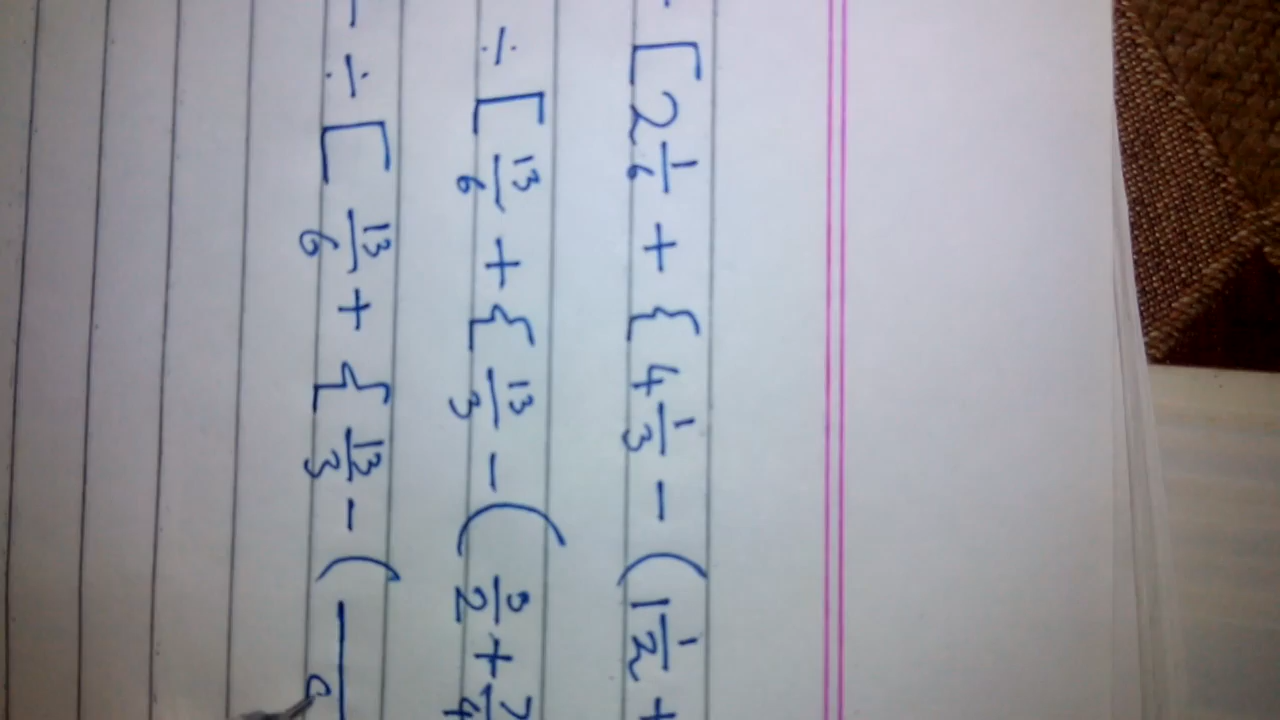 [2 1/6 + { 4 1/3 - ( 1 1/2 +
÷ [ 13/6 + { 13/3 - ( 3/2 + 7/4
- ÷ [ 13/6 + { 13/3 - (